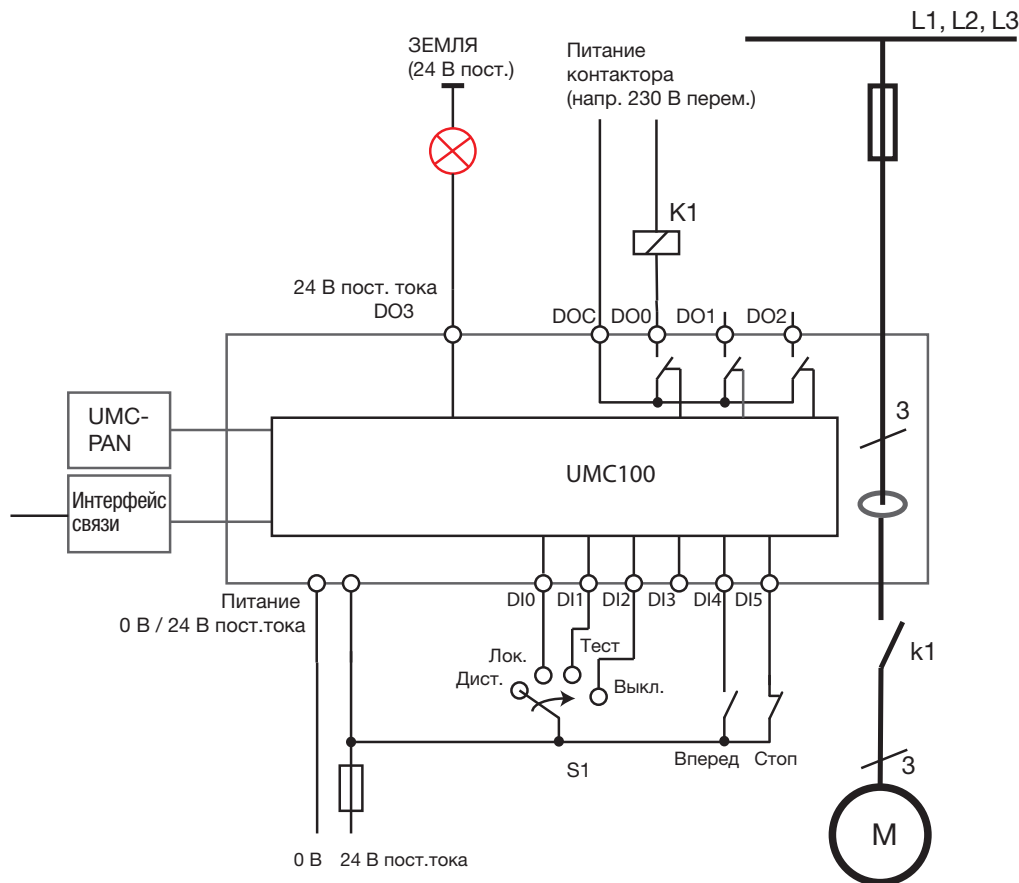 L1, L2, L3
ЗЕМЛЯ
(24 В пост.)
Питание
контактора
(напр. 230 В перем.)
K1
24 В пост. тока
DO3
DOC
DO0
DO1
DO2
UMC-
PAN
3
UMC100
Интерфейс
связи
Питание
0 В / 24 В пост.тока
DI0
DI1
DI2
DI3
DI4
DI5
Лок.
Тест
Дист.
Выкл.
k1
S1
Вперед
Стоп
3
M
0 В
24 В пост.тока